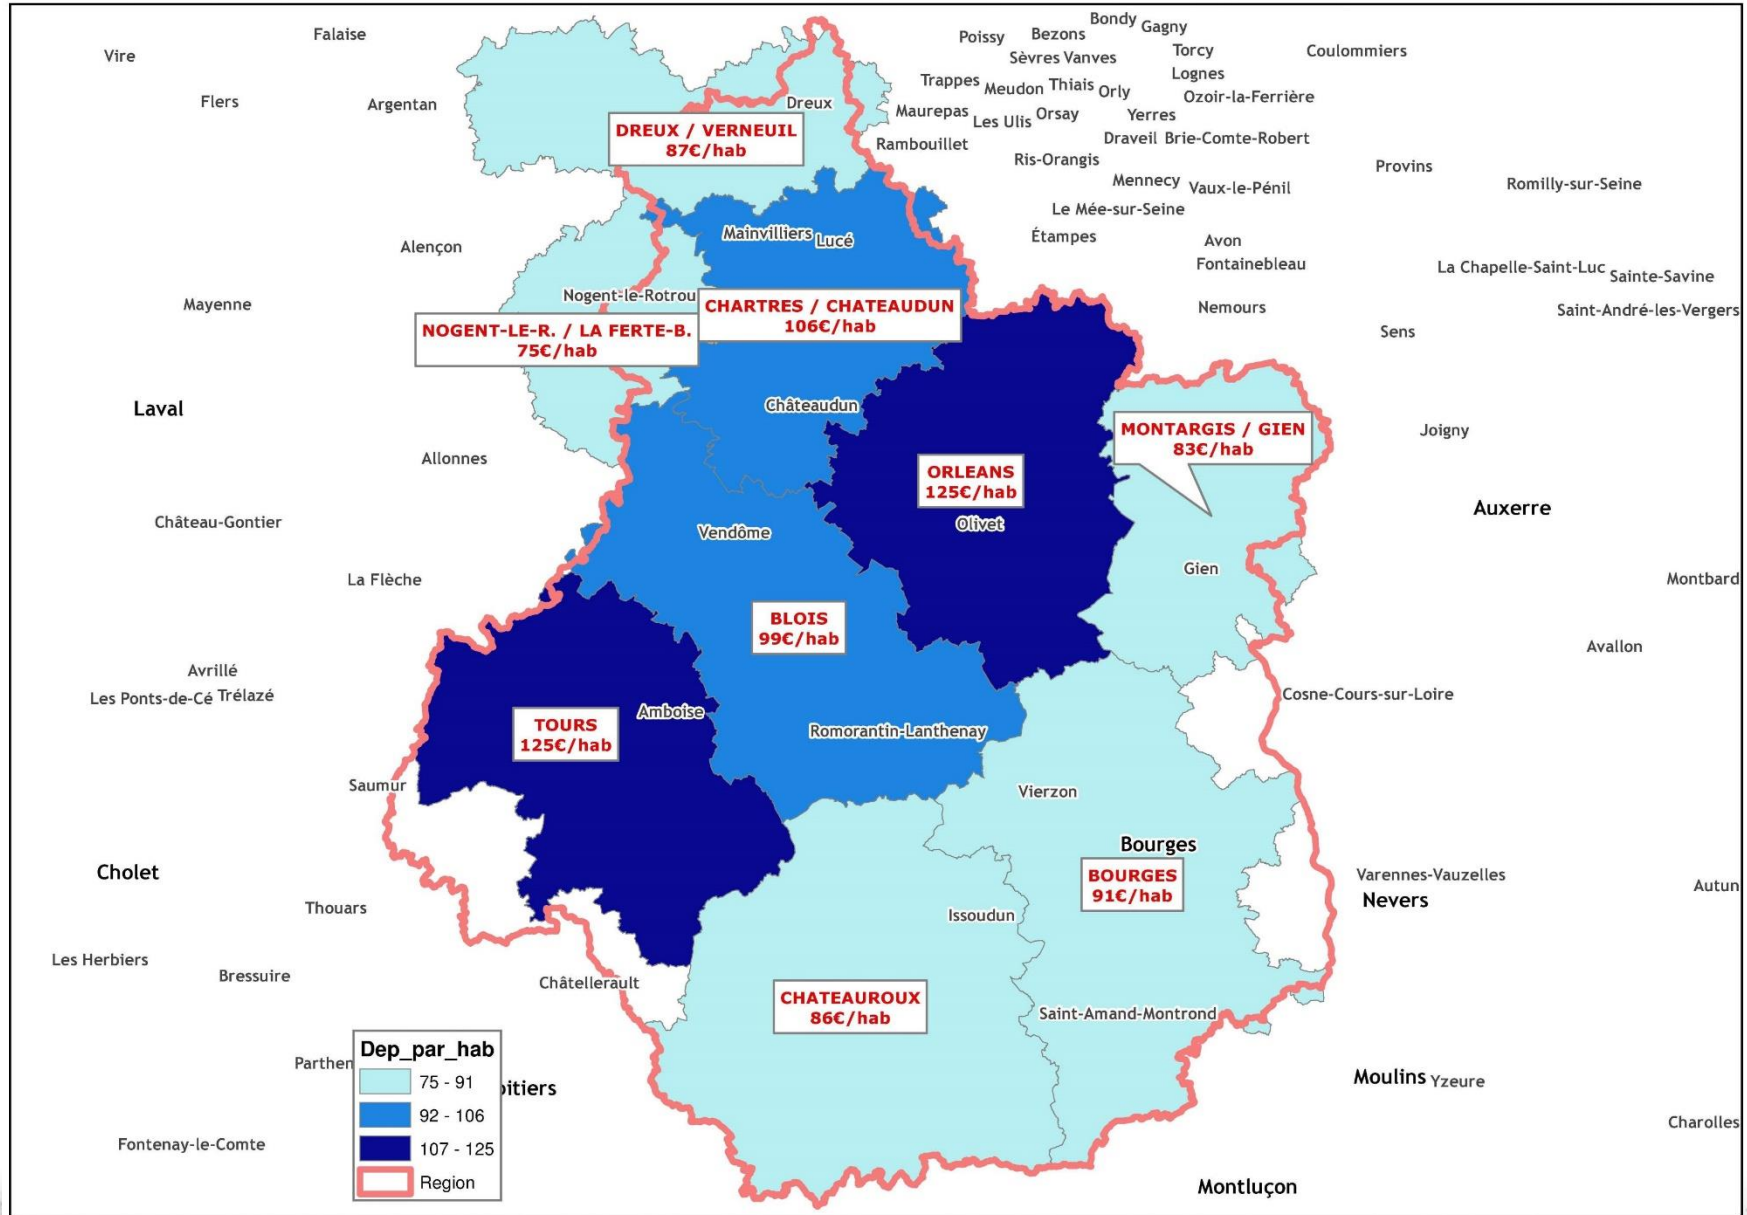 Bondy
Gagny
Falaise
Poissy
Bezons
Vire
Sèvres Vanves
Torcy
Coulommiers
Lognes
Trappes
Meudon Thiais Orly
Ozoir-la-Ferrière
Flers
Argentan
Dreux
Maurepas
Les Ulis Orsay
Yerres
DREUX / VERNEUIL
87€/hab
Rambouillet
Draveil Brie-Comte-Robert
Ris-Orangis
Provins
Mennecy
Vaux-le-Pénil
Romilly-sur-Seine
Le Mée-sur-Seine
Mainvilliers Lucé
Étampes
Avon
Alençon
Fontainebleau
La Chapelle-Saint-Luc Sainte-Savine
Nogent-le-Rotrou
Mayenne
CHARTRES / CHATEAUDUN
106€/hab
Nemours
Saint-André-les-Vergers
NOGENT-LE-R. / LA FERTE-B.
75€/hab
Sens
Laval
Châteaudun
MONTARGIS / GIEN
83€/hab
Joigny
Allonnes
ORLEANS
125€/hab
Olivet
Auxerre
Château-Gontier
Vendôme
Gien
La Flèche
Montbard
BLOIS
99€/hab
Avallon
Avrillé
Les Ponts-de-Cé Trélazé
Cosne-Cours-sur-Loire
Amboise
TOURS
125€/hab
Romorantin-Lanthenay
Saumur
Vierzon
Bourges
Cholet
BOURGES
91€/hab
Varennes-Vauzelles
Nevers
Autun
Thouars
Issoudun
Les Herbiers
Bressuire
Châtellerault
CHATEAUROUX
86€/hab
Saint-Amand-Montrond
Dep_par_hab
75 - 91
92 - 106
107 - 125
Region
Parthen
oitiers
Moulins Yzeure
Charolles
Fontenay-le-Comte
Montluçon